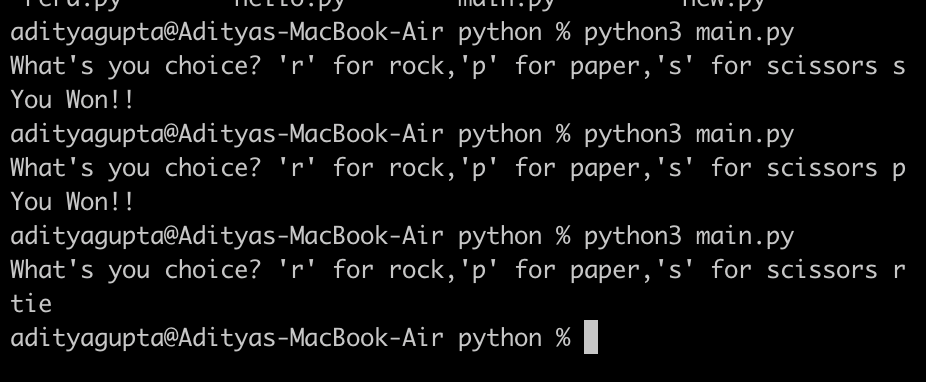 hello.py main.py new.py
adityagupta@Adityas-MacBook-Air python % python3 main.py
What's you choice? 'r' for rock,'p' for paper,'s' for scissors s
You Won!!
adityagupta@Adityas-MacBook-Air python % python3 main.py
What's you choice? 'r' for rock,'p' for paper,'s' for scissors p
You Won!!
adityagupta@Adityas-MacBook-Air python % python3 main.py
What's you choice? 'r' for rock,'p' for paper,'s' for scissors r
tie
adityagupta@Adityas-MacBook-Air python %